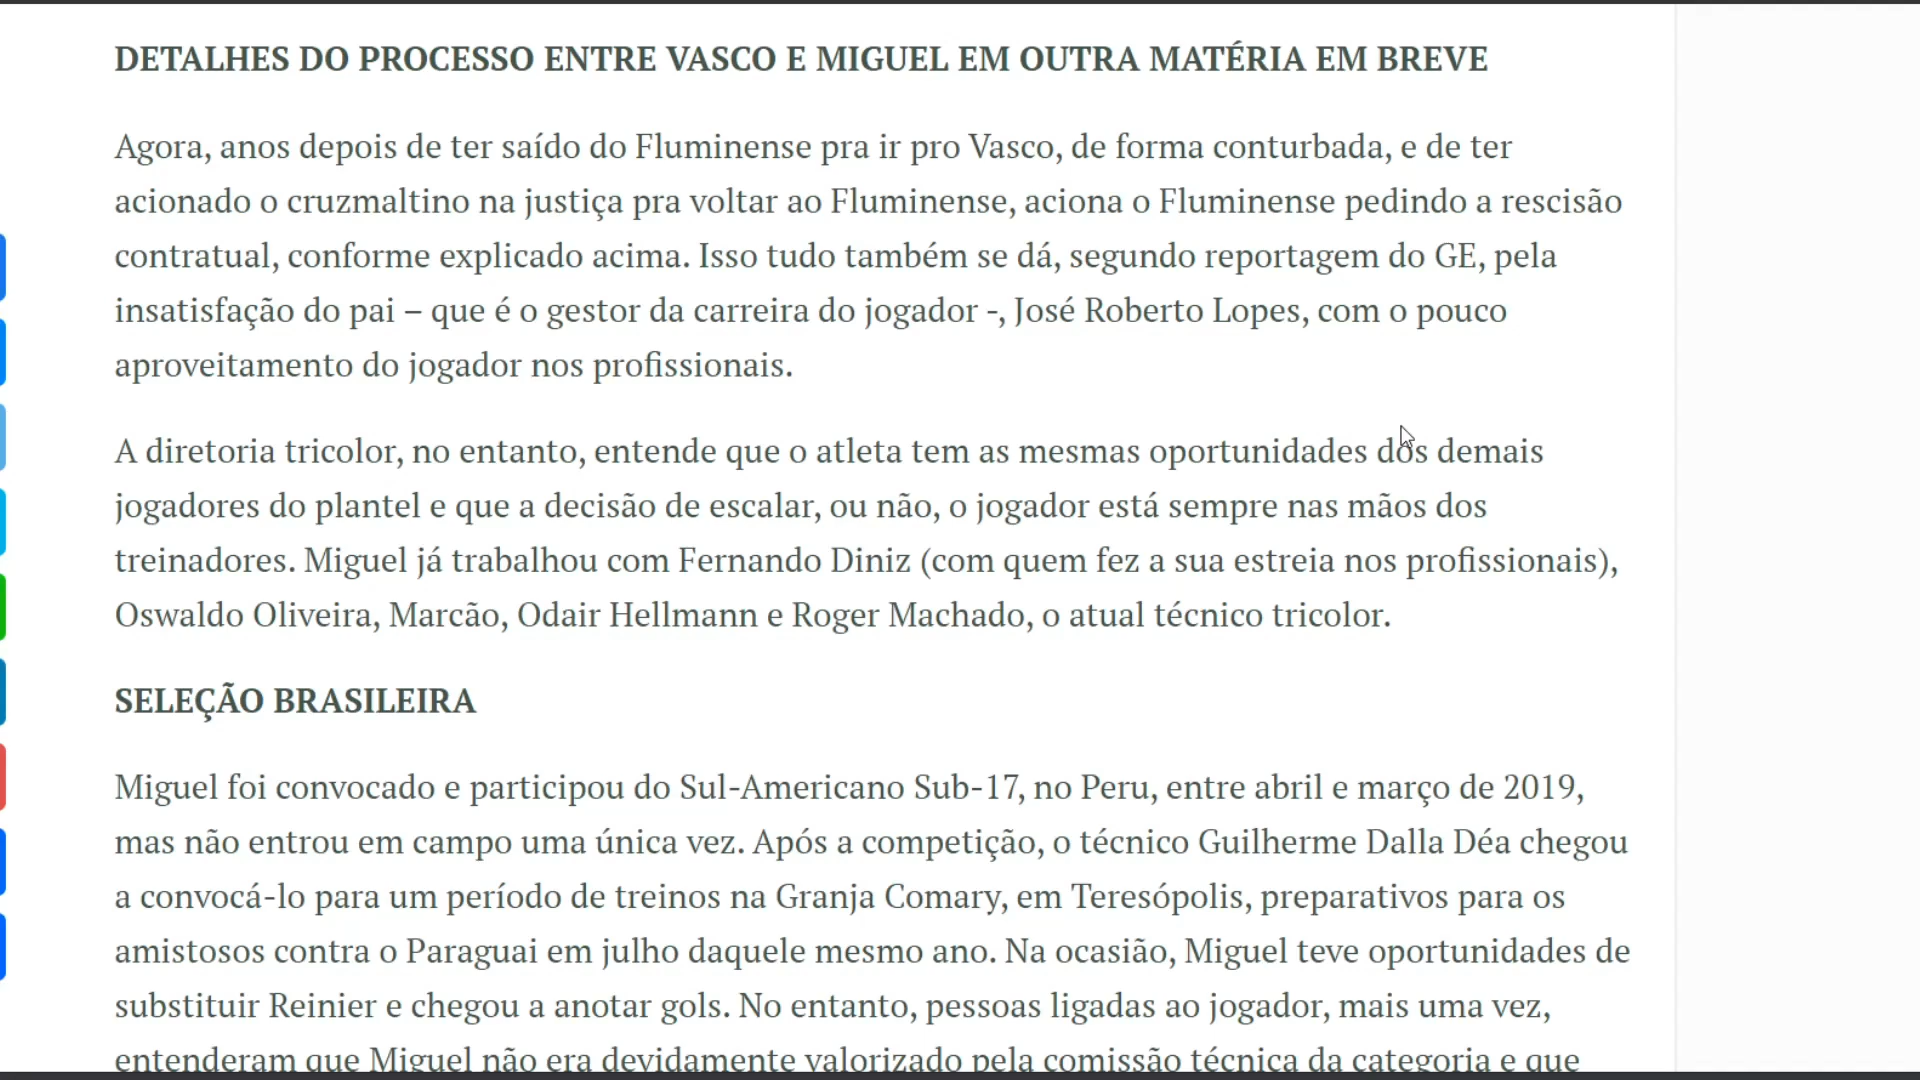 DETALHES DO PROCESSO ENTRE VASCO E MIGUEL EM OUTRA MATÉRIA EM BREVE
Agora, anos depois de ter saído do Fluminense pra ir pro Vasco, de forma conturbada, e de ter
acionado o cruzmaltino na justiça pra voltar ao Fluminense, aciona o Fluminense pedindo a rescisão
contratual, conforme explicado acima. Isso tudo também se dá, segundo reportagem do GE, pela
insatisfação do pai – que é o gestor da carreira do jogador -, José Roberto Lopes, com o pouco
aproveitamento do jogador nos profissionais.
A diretoria tricolor, no entanto, entende que o atleta tem as mesmas oportunidades dos demais
jogadores do plantel e que a decisão de escalar, ou não, o jogador está sempre nas mãos dos
treinadores. Miguel já trabalhou com Fernando Diniz (com quem fez a sua estreia nos profissionais),
Oswaldo Oliveira, Marcão, Odair Hellmann e Roger Machado, o atual técnico tricolor.
SELEÇÃO BRASILEIRA
Miguel foi convocado e participou do Sul-Americano Sub-17, no Peru, entre abril e março de 2019,
mas não entrou em campo uma única vez. Após a competição, o técnico Guilherme Dalla Déa chegou
a convocá-lo para um período de treinos na Granja Comary, em Teresópolis, preparativos para os
amistosos contra o Paraguai em julho daquele mesmo ano. Na ocasião, Miguel teve oportunidades de
substituir Reinier e chegou a anotar gols. No entanto, pessoas ligadas ao jogador, mais uma vez,
entenderam que Miguel não era devidamente valorizado pela comissão técnica da categoria e que